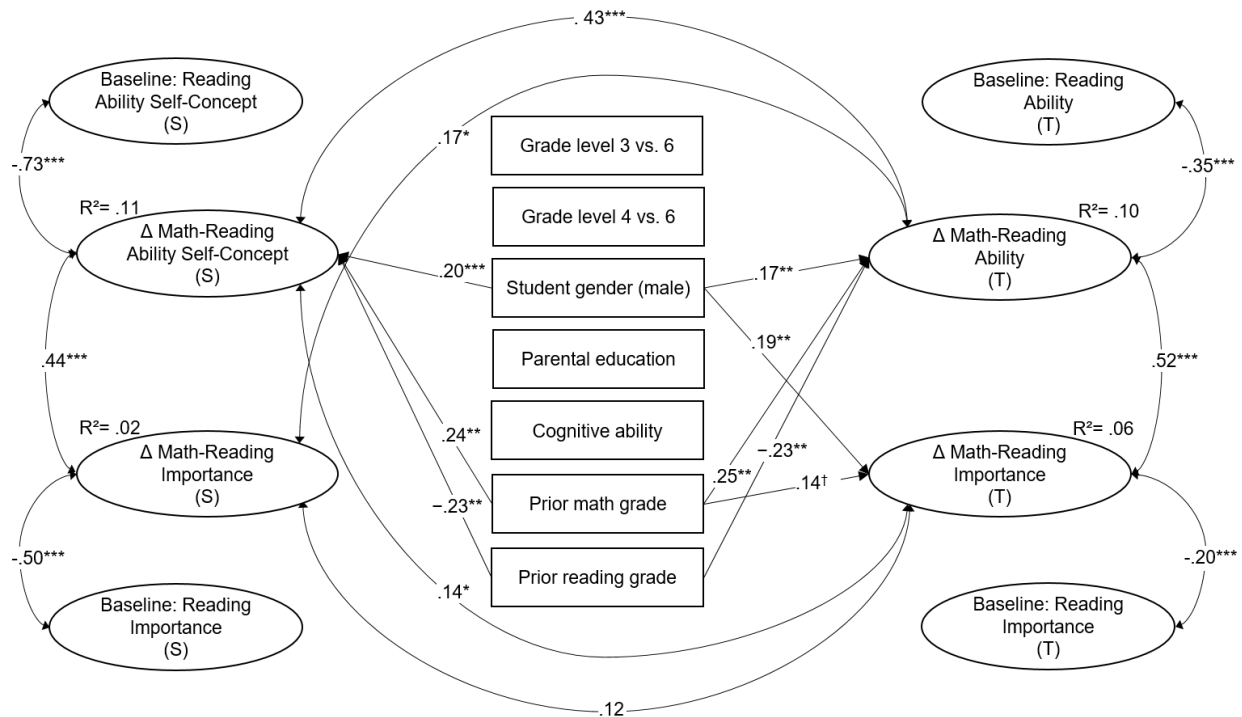 . 43***
Baseline: Reading
Ability Self-Concept
(S)
Baseline: Reading
Ability
(T)
.17*
Grade level 3 vs. 6
-.73***
-.35***
R²= .11
Grade level 4 vs. 6
R²= .10
Δ Math-Reading
Ability Self-Concept
(S)
Δ Math-Reading
Ability
(T)
.20***
Student gender (male)
.17**
.19**
.44***
Parental education
.52***
R²= .02
Cognitive ability
R²= .06
.24**
−.23**
Δ Math-Reading
Importance
(S)
Δ Math-Reading
Importance
(T)
.25**
.14†
−.23**
Prior math grade
-.50***
-.20***
Prior reading grade
.14*
Baseline: Reading
Importance
(S)
Baseline: Reading
Importance
(T)
.12